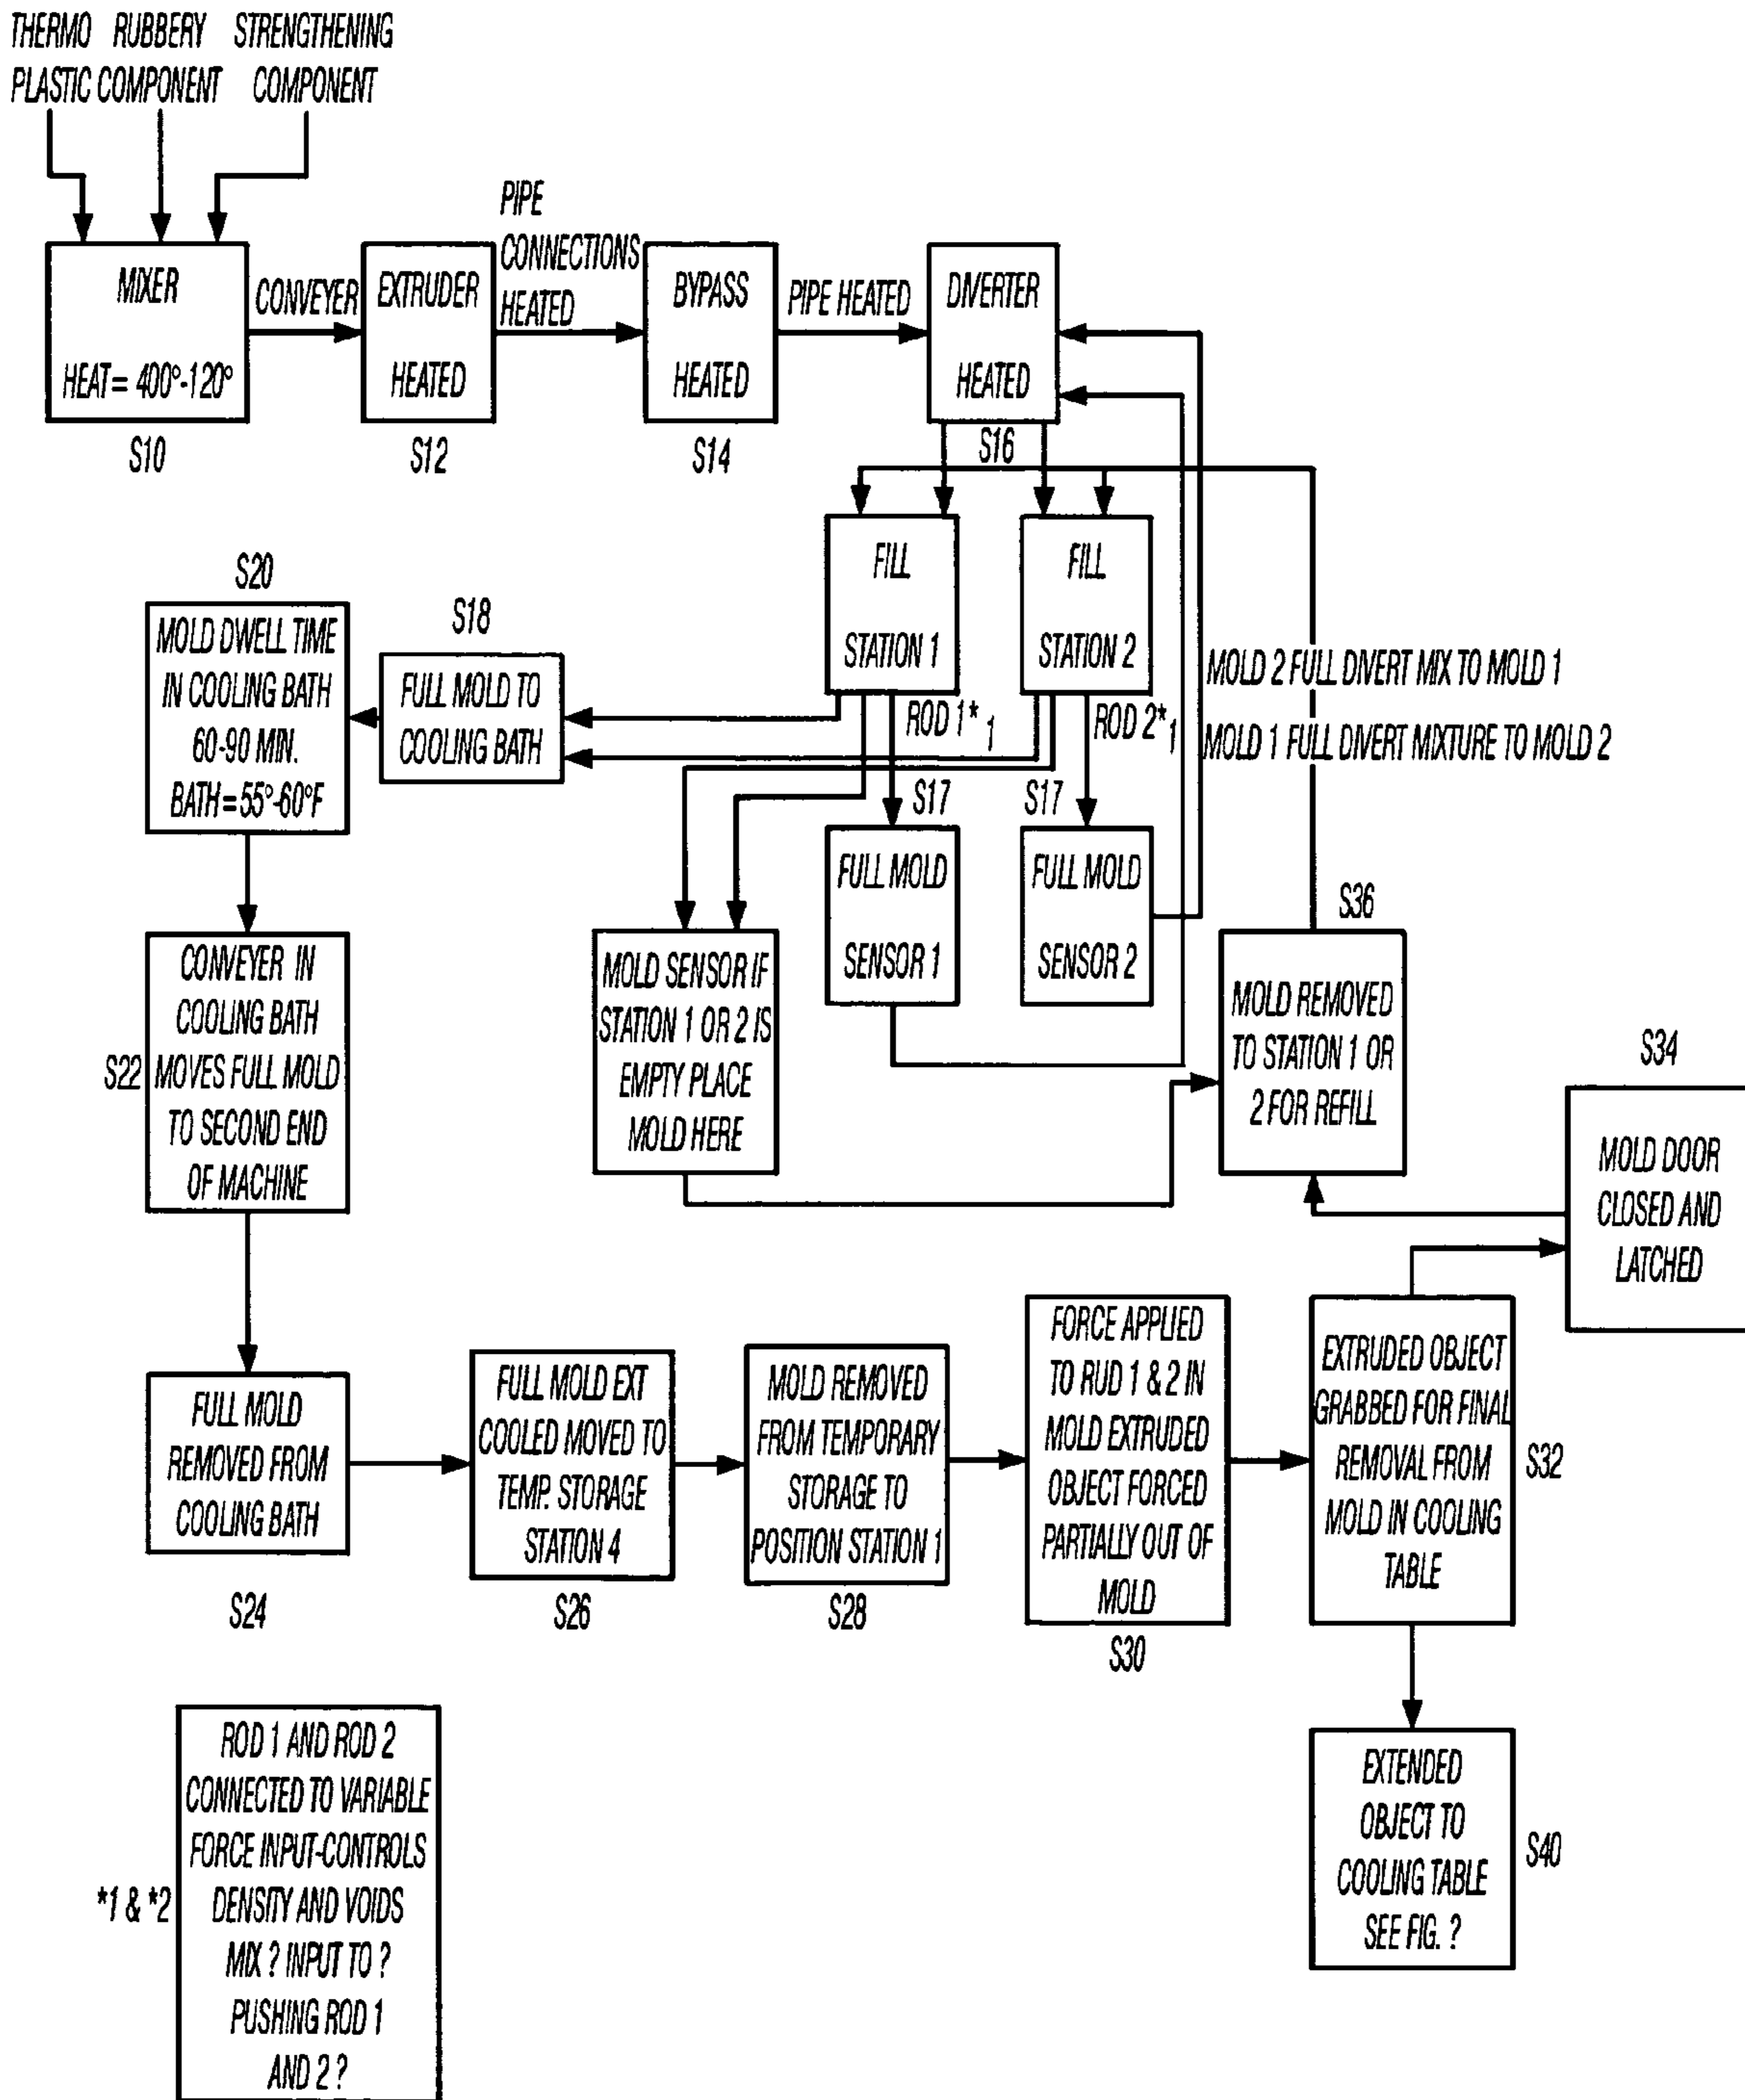 THERMO RUBBERY STRENGTHENING
PLASTIC COMPONENT COMPONENT
MIXER
HEAT= 400°-120°
S10
CONVEYER
EXTRUDER
HEATED
S12
PIPE
CONNECTIONS
HEATED
BYPASS
HEATED
S14
PIPE HEATED
DIVERTER
HEATED
S16
FILL
STATION 1
FILL
STATION 2
ROD 1*1
ROD 2*1
MOLD 2 FULL DIVERT MIX TO MOLD 1
MOLD 1 FULL DIVERT MIXTURE TO MOLD 2
S17
FULL MOLD
SENSOR 1
S17
FULL MOLD
SENSOR 2
S18
FULL MOLD TO
COOLING BATH
S20
MOLD DWELL TIME
IN COOLING BATH
60-90 MIN.
BATH=55°-60°F
S22
CONVEYER IN
COOLING BATH
MOVES FULL MOLD
TO SECOND END
OF MACHINE
MOLD SENSOR IF
STATION 1 OR 2 IS
EMPTY PLACE
MOLD HERE
S36
MOLD REMOVED
TO STATION 1 OR
2 FOR REFILL
S34
MOLD DOOR
CLOSED AND
LATCHED
FULL MOLD
REMOVED FROM
COOLING BATH
S24
FULL MOLD EXT
COOLED MOVED TO
TEMP. STORAGE
STATION 4
S26
MOLD REMOVED
FROM TEMPORARY
STORAGE TO
POSITION STATION 1
S28
FORCE APPLIED
TO RUD 1 & 2 IN
MOLD EXTRUDED
OBJECT FORCED
PARTIALLY OUT OF
MOLD
S30
EXTRUDED OBJECT
GRABBED FOR FINAL
REMOVAL FROM
MOLD IN COOLING
TABLE
S32
EXTENDED
OBJECT TO
COOLING TABLE
SEE FIG. ?
S40
*1 & *2
ROD 1 AND ROD 2
CONNECTED TO VARIABLE
FORCE INPUT-CONTROLS
DENSITY AND VOIDS
MIX ? INPUT TO ?
PUSHING ROD 1
AND 2 ?